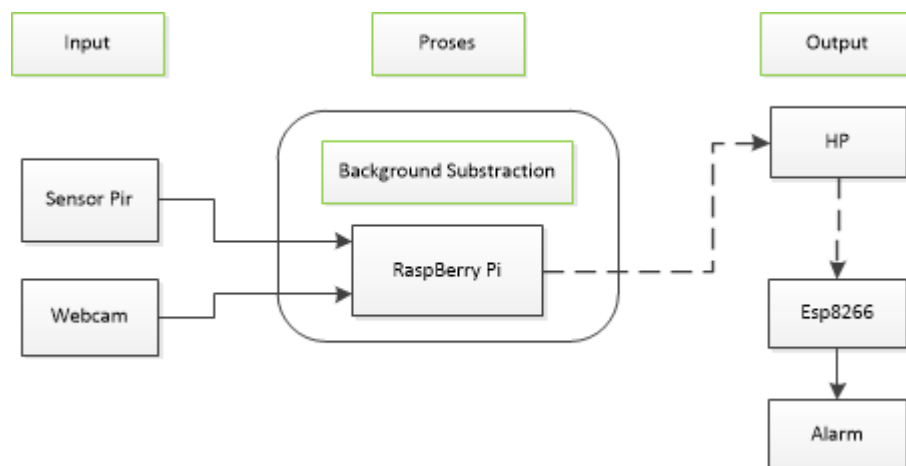 Input
Proses
Output
HP
Background Substraction
Sensor Pir
RaspBerry Pi
Webcam
Esp8266
Alarm